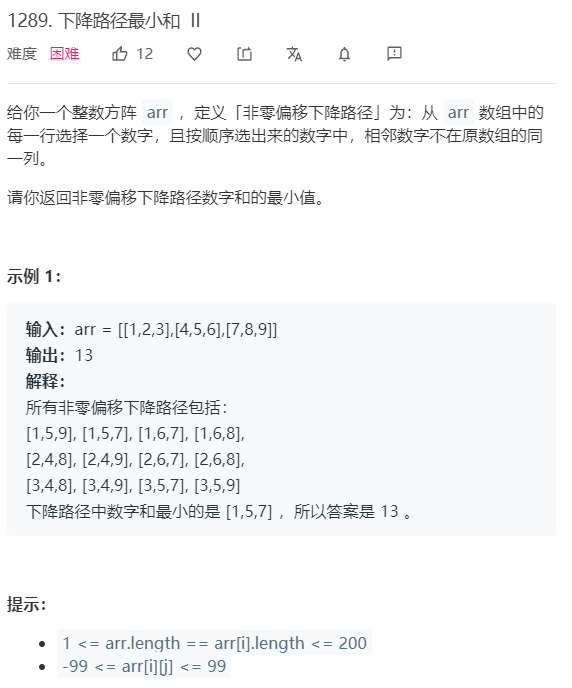 1289. 下降路径最小和 II
难度 困难 12
给你一个整数方阵 arr ，定义「非零偏移下降路径」为：从 arr 数组中的
每一行选择一个数字，且按顺序选出来的数字中，相邻数字不在原数组的同
一列。
请你返回非零偏移下降路径数字和的最小值。
示例 1：
输入：arr = [[1,2,3],[4,5,6],[7,8,9]]
输出：13
解释：
所有非零偏移下降路径包括：
[1,5,9], [1,5,7], [1,6,7], [1,6,8],
[2,4,8], [2,4,9], [2,6,7], [2,6,8],
[3,4,8], [3,4,9], [3,5,7], [3,5,9]
下降路径中数字和最小的是 [1,5,7] ，所以答案是 13 。
提示：
• 1 <= arr.length == arr[i].length <= 200
• -99 <= arr[i][j] <= 99